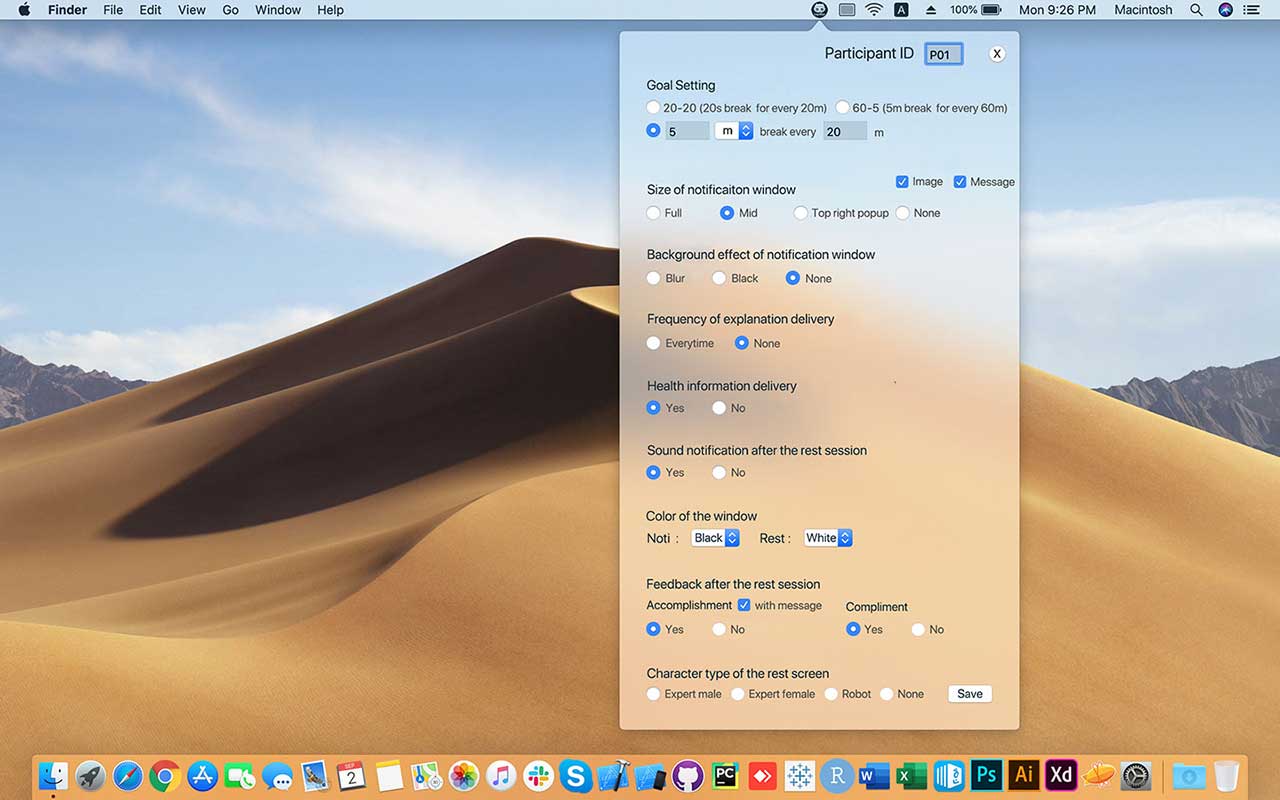 Finder File Edit View Go Window Help A 100% Mon 9:26 PM Macintosh
Participant ID P01 X
Goal Setting
20-20 (20s break for every 20m) 60-5 (5m break for every 60m)
5 m break every 20 m
Image Message
Size of notificaiton window
Full Mid Top right popup None
Background effect of notification window
Blur Black None
Frequency of explanation delivery
Everytime None
Health information delivery
Yes No
Sound notification after the rest session
Yes No
Color of the window
Noti : Black Rest : White
Feedback after the rest session
Accomplishment with message Compliment
Yes No Yes No
Character type of the rest screen
Expert male Expert female Robot None Save
SEP 2 S PC R W X Ps Ai Xd